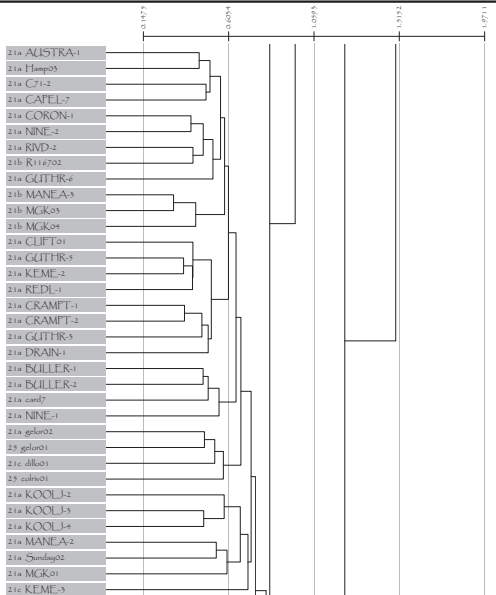 0.1473
0.6034
1.0593
1.5152
1.9711
21a AUSTRA-1
21a Hamp03
21a C71-2
21a CAPEL-7
21a CORON-1
21a NINE-2
21a RIVD-2
21b R116702
21a GUTHR-6
21b MANEA-3
21b MGK03
21b MGK04
21a CLIFT01
21a GUTHR-5
21a KEME-2
21a REDL-1
21a CRAMPT-1
21a CRAMPT-2
21a GUTHR-3
21a DRAIN-1
21a BULLER-1
21a BULLER-2
21a card7
21a NINE-1
21a gelor02
23 gelor01
21c dillo01
25 colriv01
21a KOOLJ-2
21a KOOLJ-3
21a KOOLJ-4
21a MANEA-2
21a Sunday02
21a MGK01
21c KEME-3